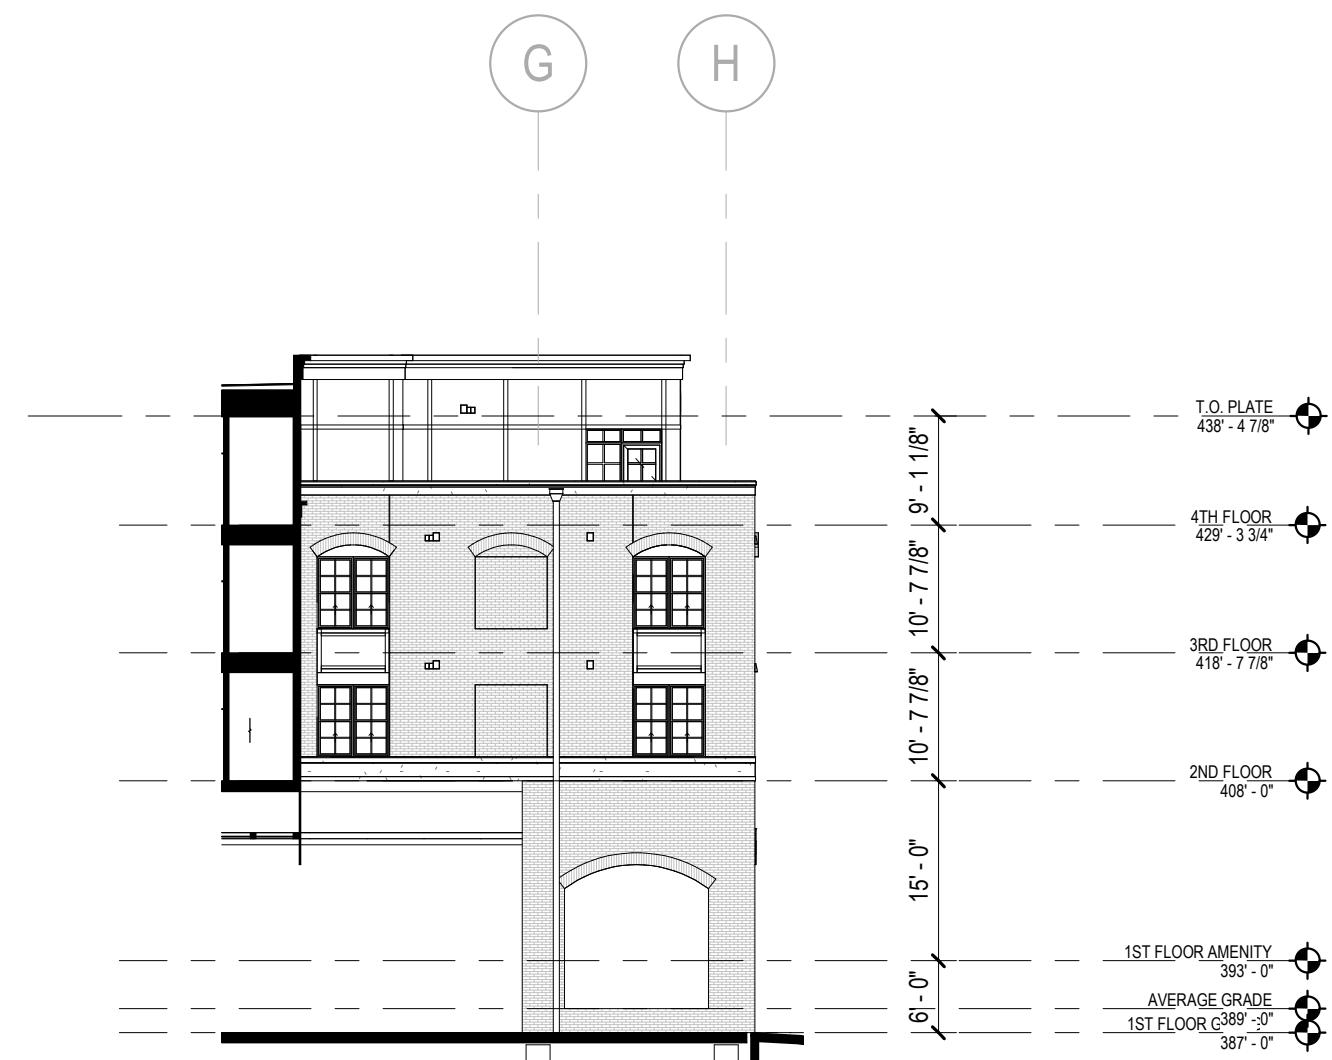 G H
T.O. PLATE
438' - 4 7/8"
9' - 1 1/8"
4TH FLOOR
429' - 3 3/4"
10' - 7 7/8"
3RD FLOOR
418' - 7 7/8"
10' - 7 7/8"
2ND FLOOR
408' - 0"
15' - 0"
1ST FLOOR AMENITY
393' - 0"
6' - 0"
AVERAGE GRADE
389' - 0"
1ST FLOOR
387' - 0"